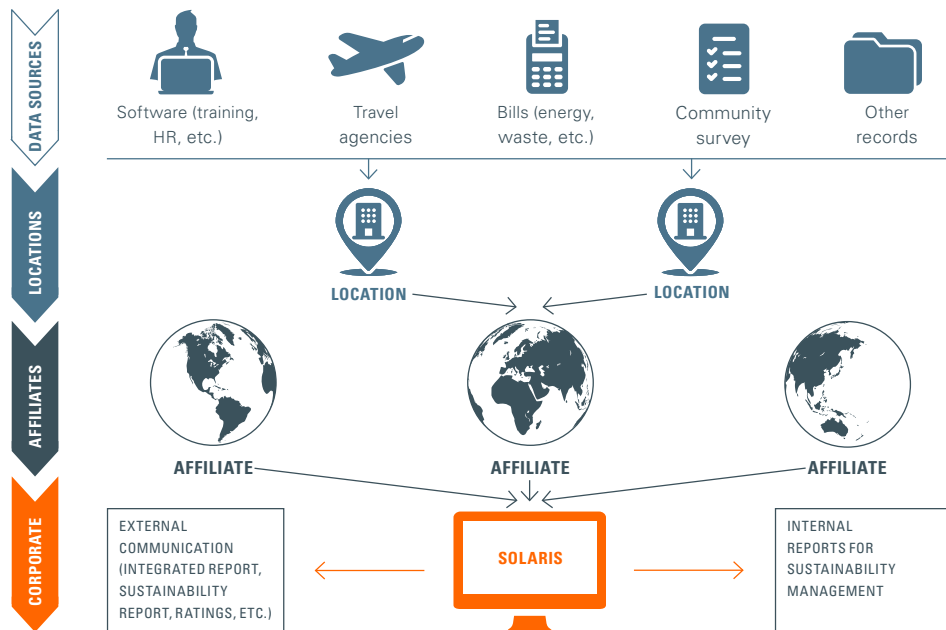 DATA SOURCES
Software (training,
HR, etc.)
Travel
agencies
Bills (energy,
waste, etc.)
Community
survey
Other
records
LOCATIONS
LOCATION
LOCATION
AFFILIATES
AFFILIATE
AFFILIATE
AFFILIATE
CORPORATE
EXTERNAL
COMMUNICATION
(INTEGRATED REPORT,
SUSTAINABILITY
REPORT, RATINGS, ETC.)
SOLARIS
INTERNAL
REPORTS FOR
SUSTAINABILITY
MANAGEMENT